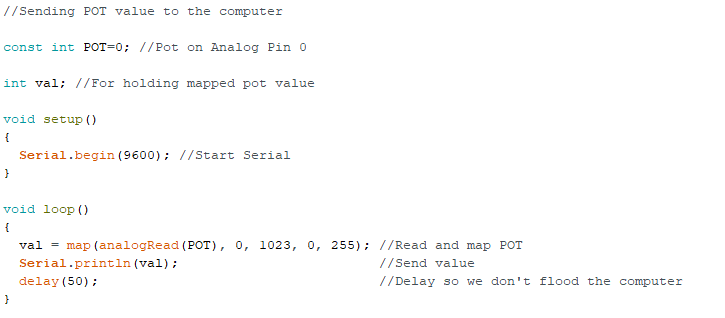 //Sending POT value to the computer
const int POT=0; //Pot on Analog Pin 0
int val; //For holding mapped pot value
void setup()
{
  Serial.begin(9600); //Start Serial
}
void loop()
{
  val = map(analogRead(POT), 0, 1023, 0, 255); //Read and map POT
  Serial.println(val);                         //Send value
  delay(50);                                   //Delay so we don't flood the computer
}